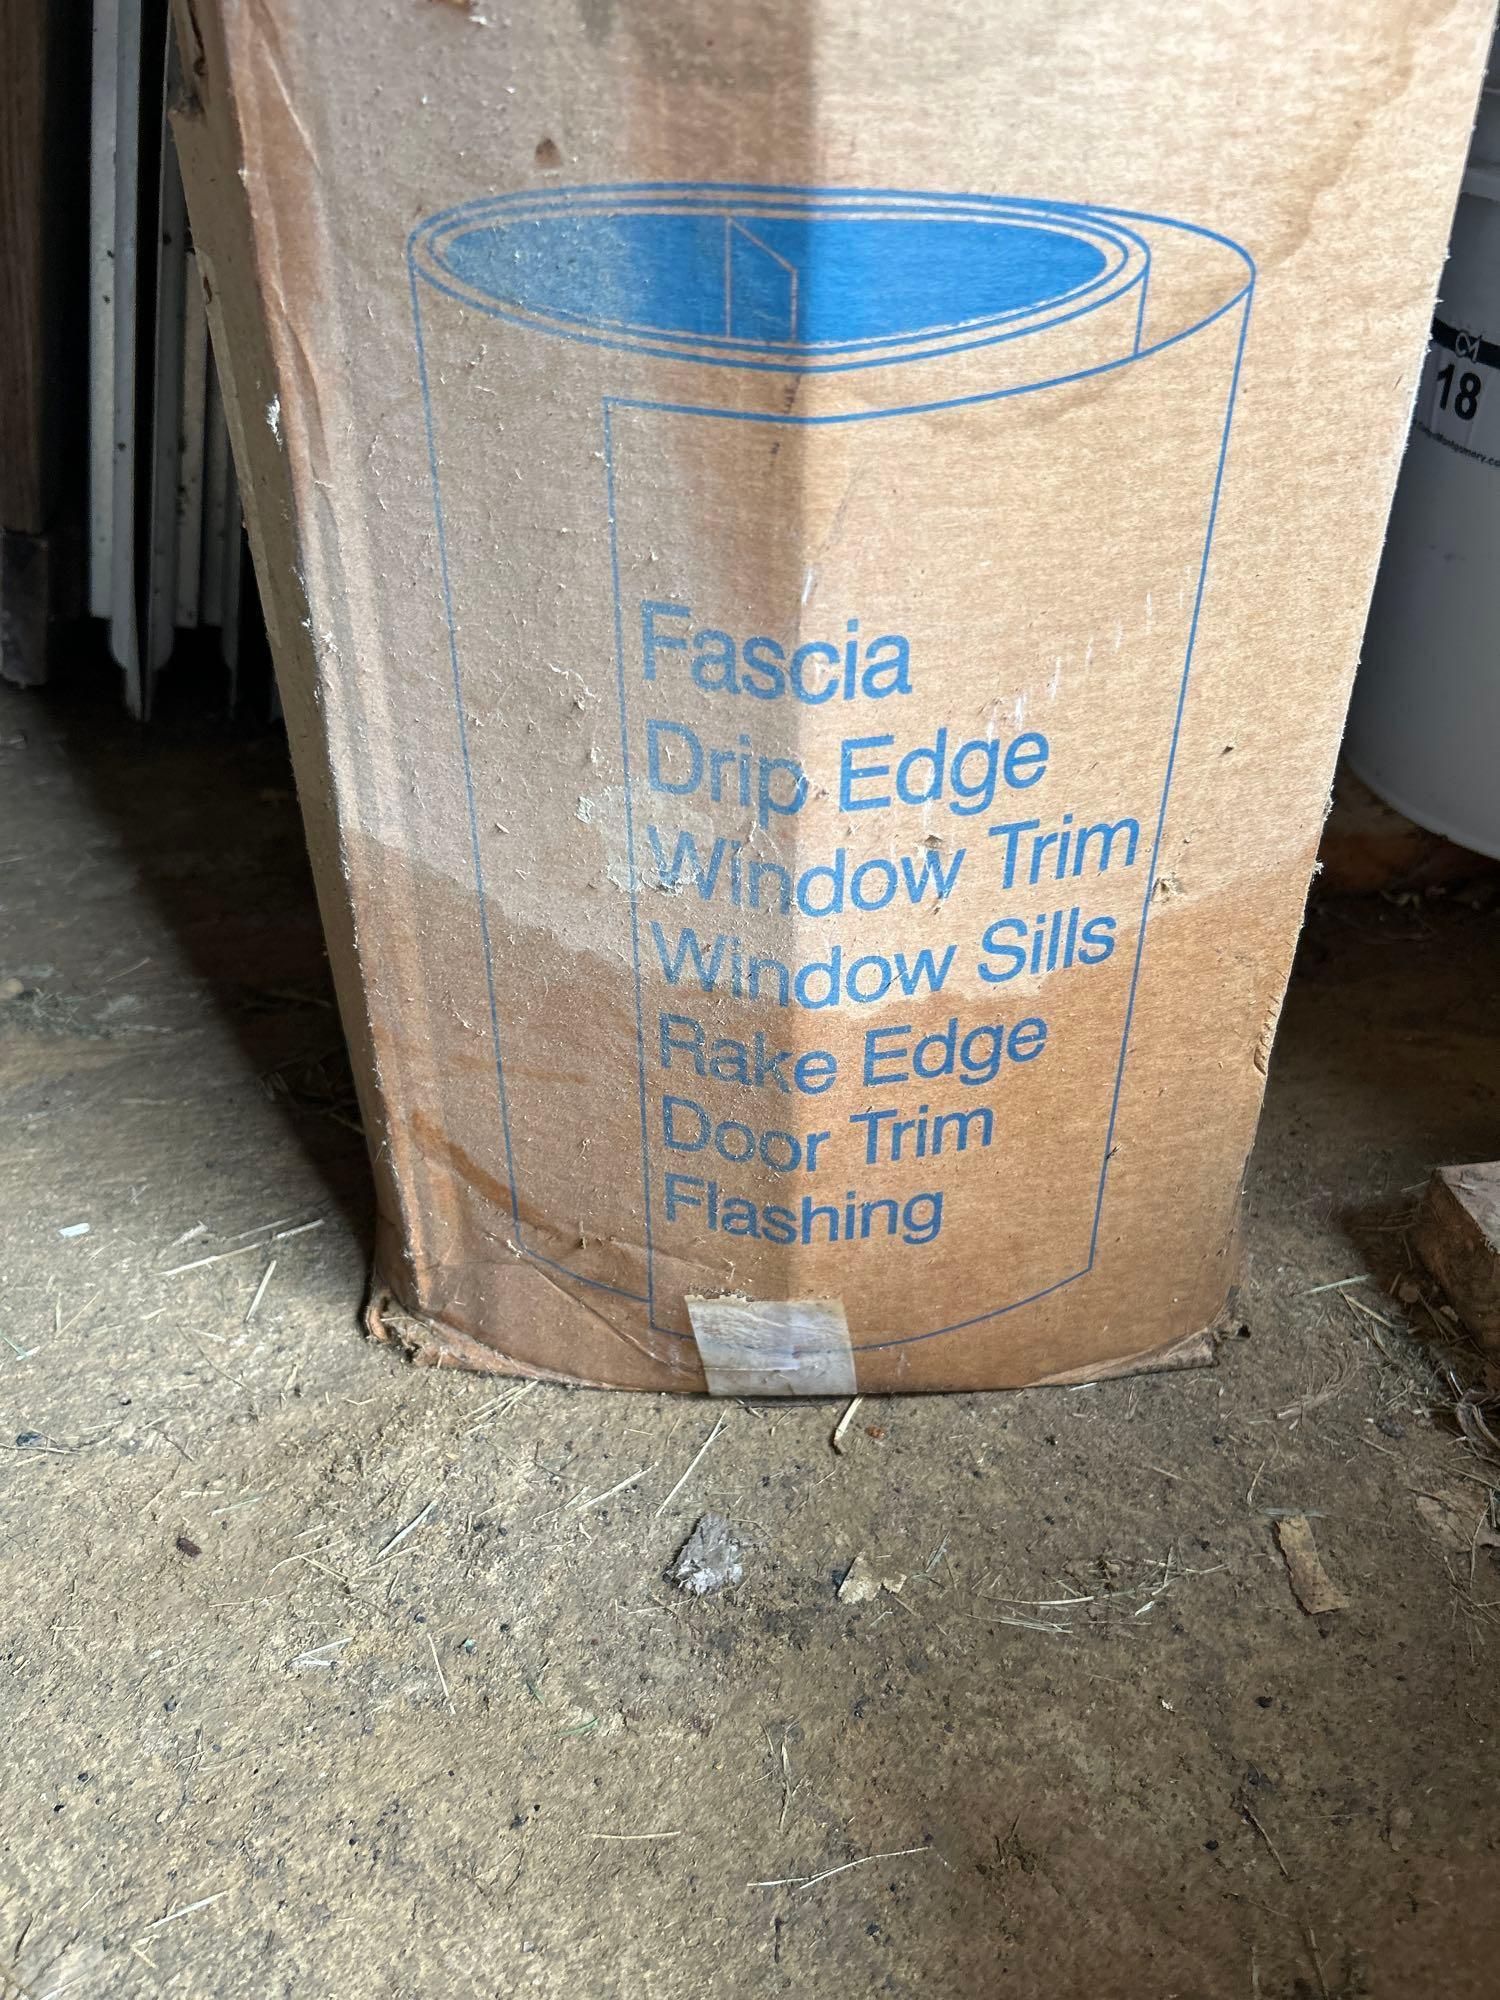 18
Fascia
Drip Edge
Window Trim
Window Sills
Rake Edge
Door Trim
Flashing